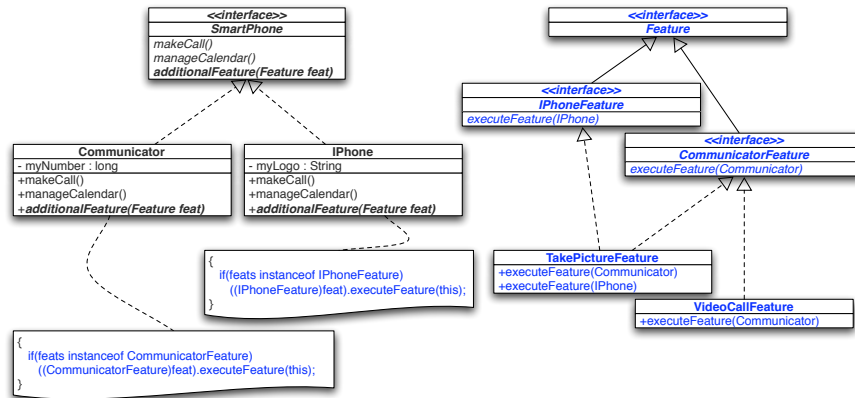 <<interface>>
SmartPhone
makeCall()
manageCalendar()
additionalFeature(Feature feat)
Communicator
- myNumber : long
+makeCall()
+manageCalendar()
+additionalFeature(Feature feat)
IPhone
- myLogo : String
+makeCall()
+manageCalendar()
+additionalFeature(Feature feat)
{
if(feats instanceof IPhoneFeature)
((IPhoneFeature)feat).executeFeature(this);
}
{
if(feats instanceof CommunicatorFeature)
((CommunicatorFeature)feat).executeFeature(this);
}
<<interface>>
Feature
<<interface>>
IPhoneFeature
executeFeature(IPhone)
<<interface>>
CommunicatorFeature
executeFeature(Communicator)
TakePictureFeature
+executeFeature(Communicator)
+executeFeature(IPhone)
VideoCallFeature
+executeFeature(Communicator)